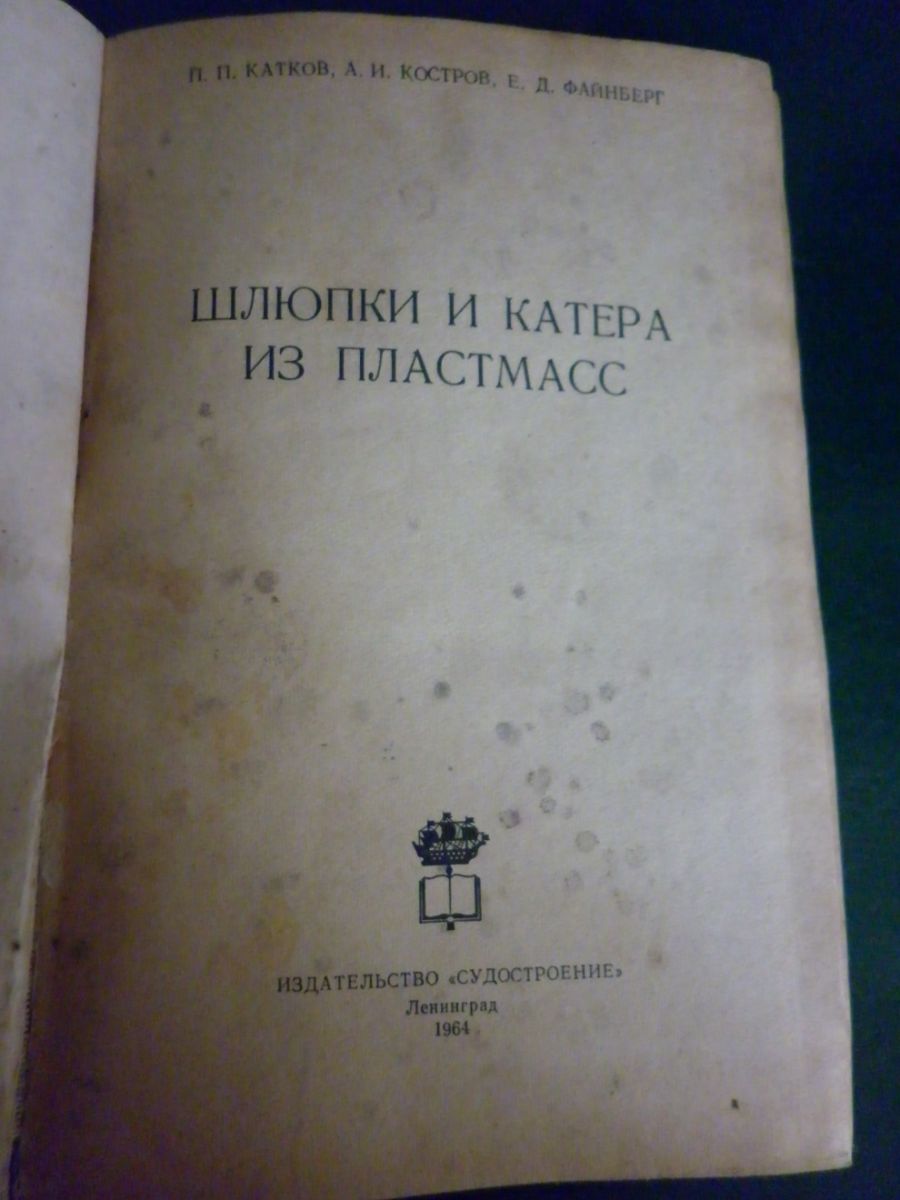 П. П. КАТКОВ, А. И. КОСТРОВ, Е. Д. ФАЙНБЕРГ
ШЛЮПКИ И КАТЕРА
ИЗ ПЛАСТМАСС
ИЗДАТЕЛЬСТВО «СУДОСТРОЕНИЕ»
Ленинград
1964